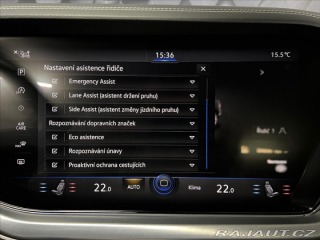 15:36
15.5°C
Nastavení asistence řidiče
Emergency Assist
Lane Assist (asistent držení pruhu)
Side Assist (asistent změny jízdního pruhu)
Rozpoznávání dopravních značek
Eco asistence
Rozpoznávání únavy
Proaktivní ochrana cestujících
AIR
CARE
22.0
AUTO
Klima
22.0
RAJAUT.CZ